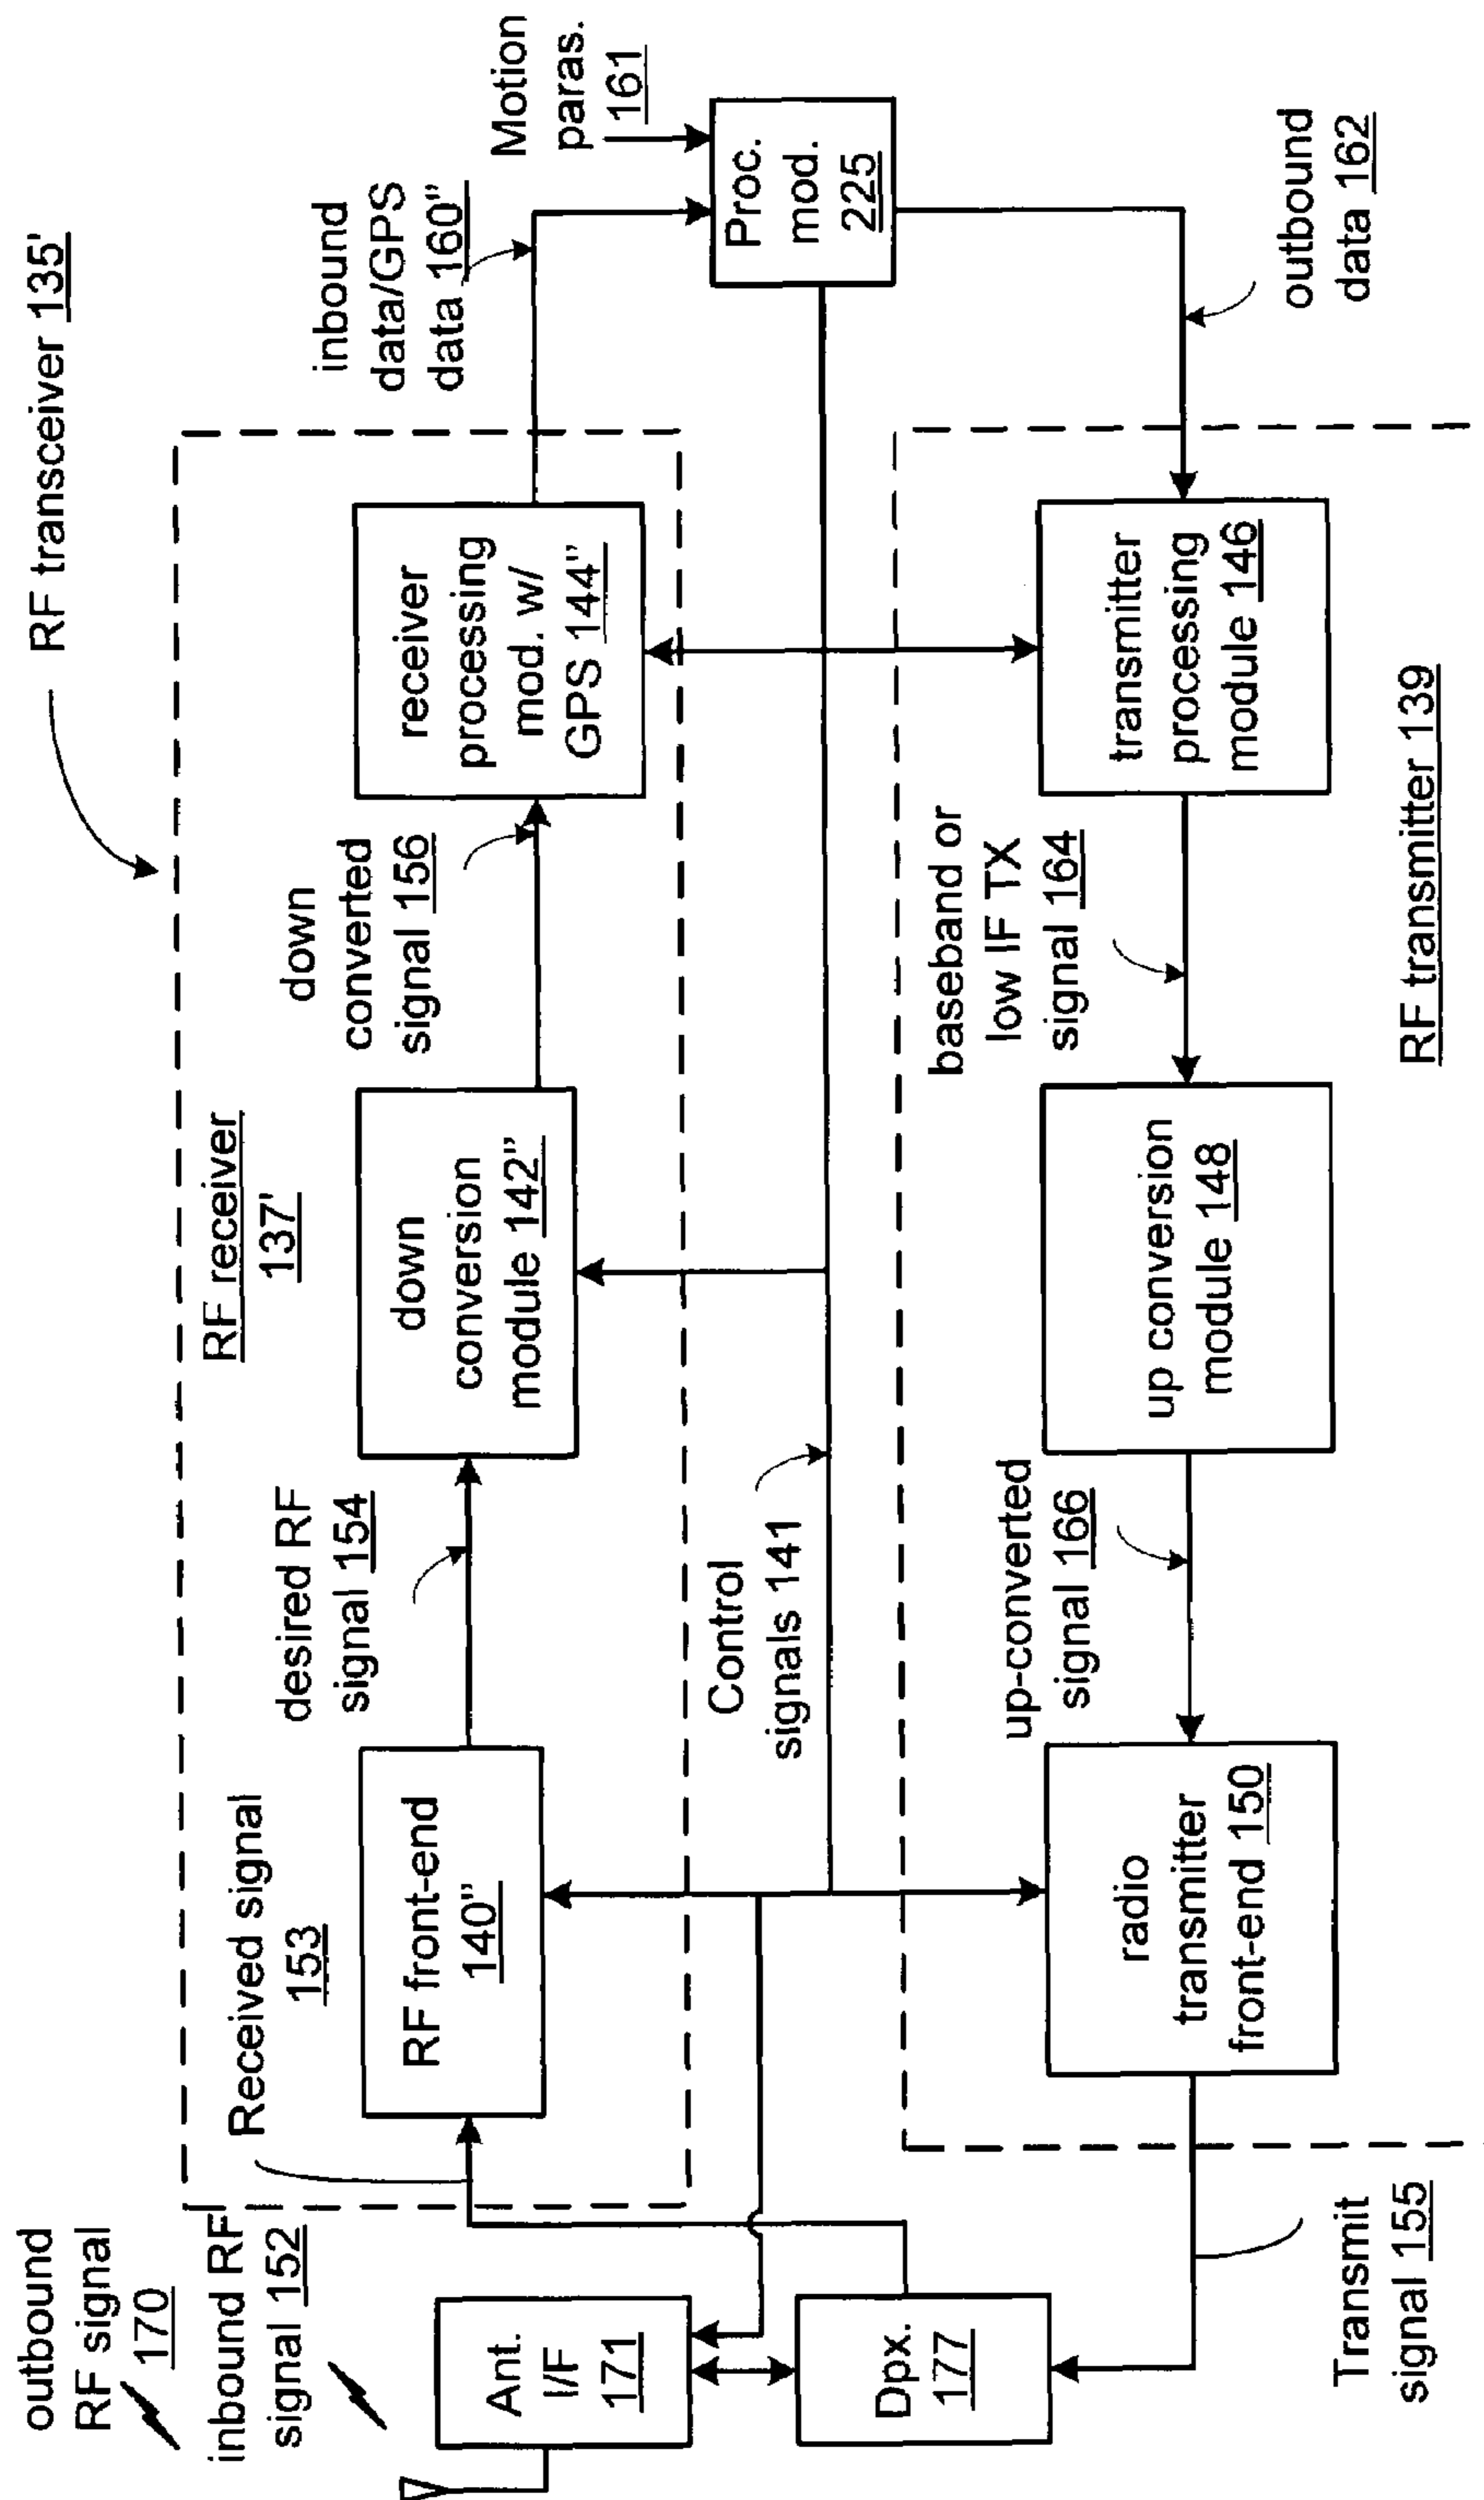 RF transceiver 135'
outbound
RF signal
170
inbound RF
signal 152
Received signal
153
RF receiver
137'
desired RF
signal 154
down
converted
signal 156
inbound
data/GPS
data 160"
Motion
paras.
161
Ant.
I/F
171
RF front-end
140"
down
conversion
module 142"
receiver
processing
mod. w/
GPS 144"
Proc.
mod.
225
Control
signals 141
Dpx.
177
up-converted
signal 166
baseband or
low IF TX
signal 164
radio
transmitter
front-end 150
up conversion
module 148
transmitter
processing
module 146
outbound
data 162
Transmit
signal 155
RF transmitter 139